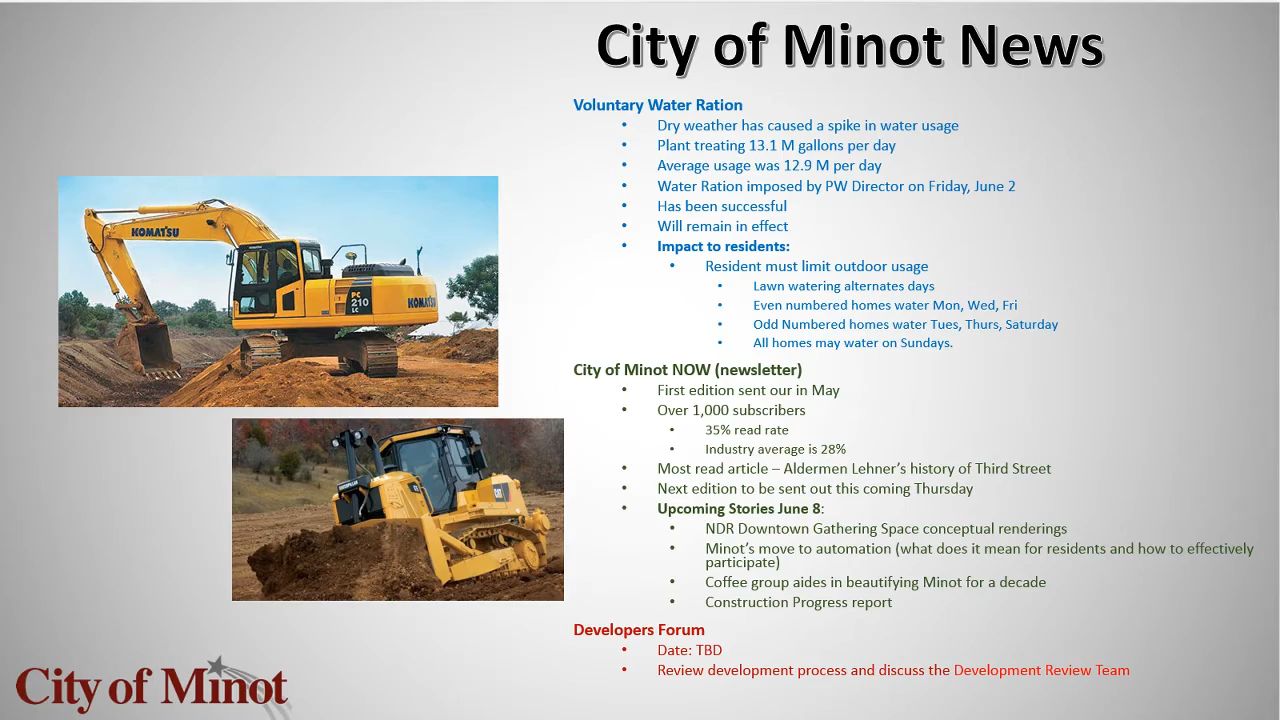 City of Minot News
Voluntary Water Ration
• Dry weather has caused a spike in water usage
• Plant treating 13.1 M gallons per day
• Average usage was 12.9 M per day
• Water Ration imposed by PW Director on Friday, June 2
• Has been successful
• Will remain in effect
• Impact to residents:
• Resident must limit outdoor usage
• Lawn watering alternates days
• Even numbered homes water Mon, Wed, Fri
• Odd Numbered homes water Tues, Thurs, Saturday
• All homes may water on Sundays.
City of Minot NOW (newsletter)
• First edition sent our in May
• Over 1,000 subscribers
• 35% read rate
• Industry average is 28%
• Most read article – Aldermen Lehner's history of Third Street
• Next edition to be sent out this coming Thursday
• Upcoming Stories June 8:
• NDR Downtown Gathering Space conceptual renderings
• Minot's move to automation (what does it mean for residents and how to effectively
participate)
• Coffee group aides in beautifying Minot for a decade
• Construction Progress report
Developers Forum
• Date: TBD
• Review development process and discuss the Development Review Team
KOMATSU
PC
210
LC
KOMATSU
CAT
City of Minot